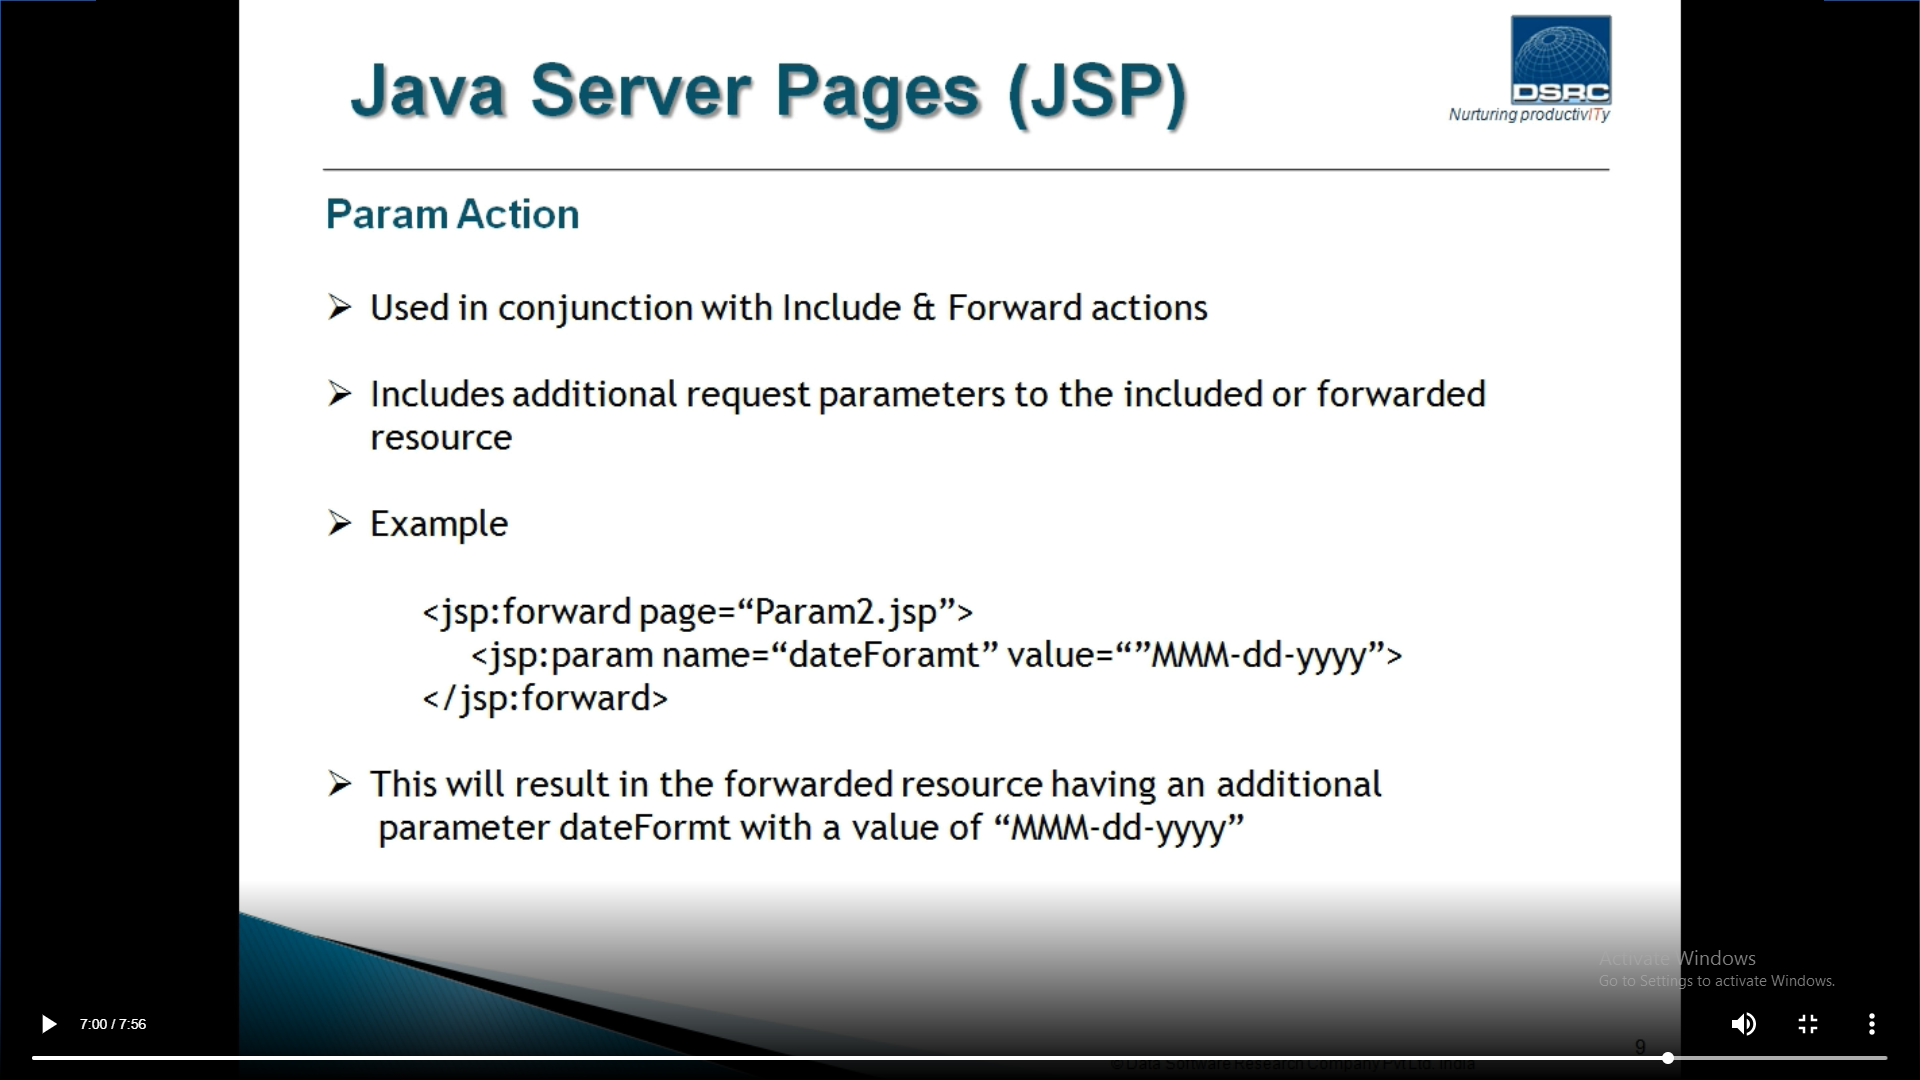 Java Server Pages (JSP)
DSRC
Nurturing productivITy
Param Action
➢ Used in conjunction with Include & Forward actions
➢ Includes additional request parameters to the included or forwarded
resource
➢ Example
<jsp:forward page=“Param2.jsp”>
<jsp:param name=“dateForamt” value=“”MMM-dd-yyyy”>
</jsp:forward>
➢ This will result in the forwarded resource having an additional
parameter dateFormt with a value of “MMM-dd-yyyy”
Activate Windows
Go to Settings to activate Windows.
7:00 / 7:56
9
© Data Software Research Company Pvt Ltd. India